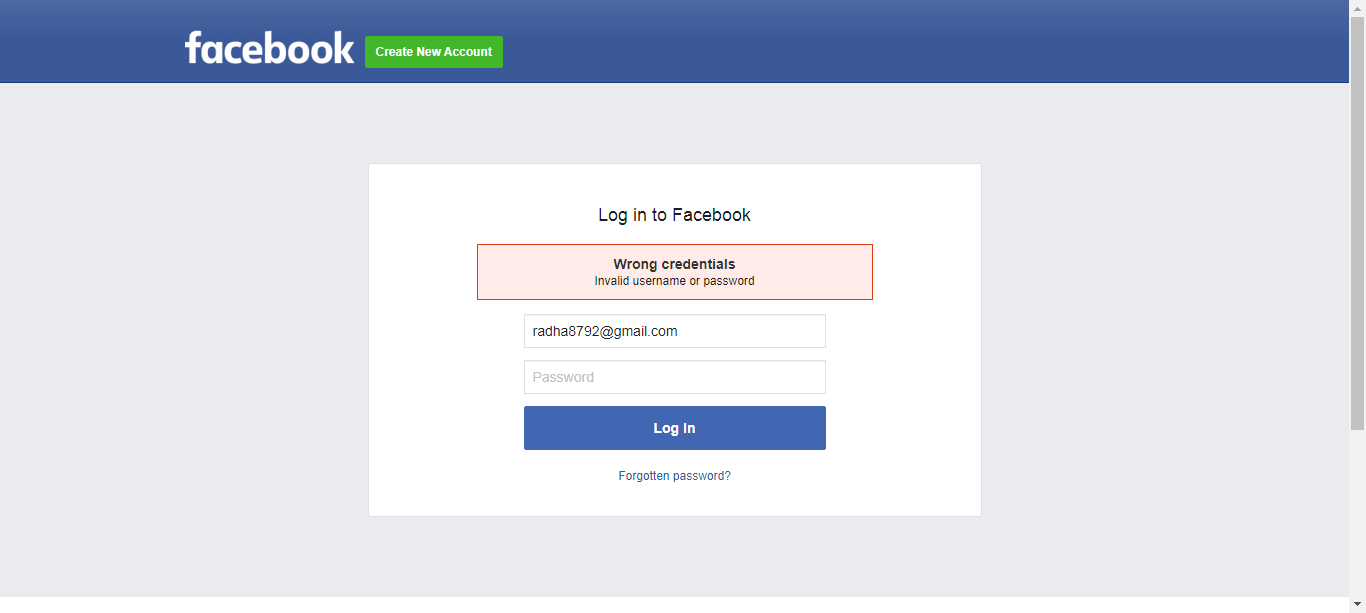 facebook
Create New Account
Log in to Facebook
Wrong credentials
Invalid username or password
radha8792@gmail.com
Password
Log In
Forgotten password?